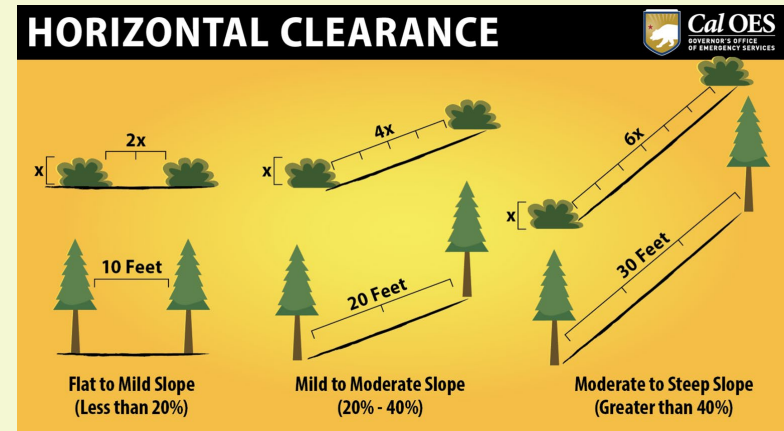 HORIZONTAL CLEARANCE
Cal OES
GOVERNOR'S OFFICE
OF EMERGENCY SERVICES
2x
x
4x
x
6x
x
10 Feet
20 Feet
30 Feet
Flat to Mild Slope
(Less than 20%)
Mild to Moderate Slope
(20% - 40%)
Moderate to Steep Slope
(Greater than 40%)